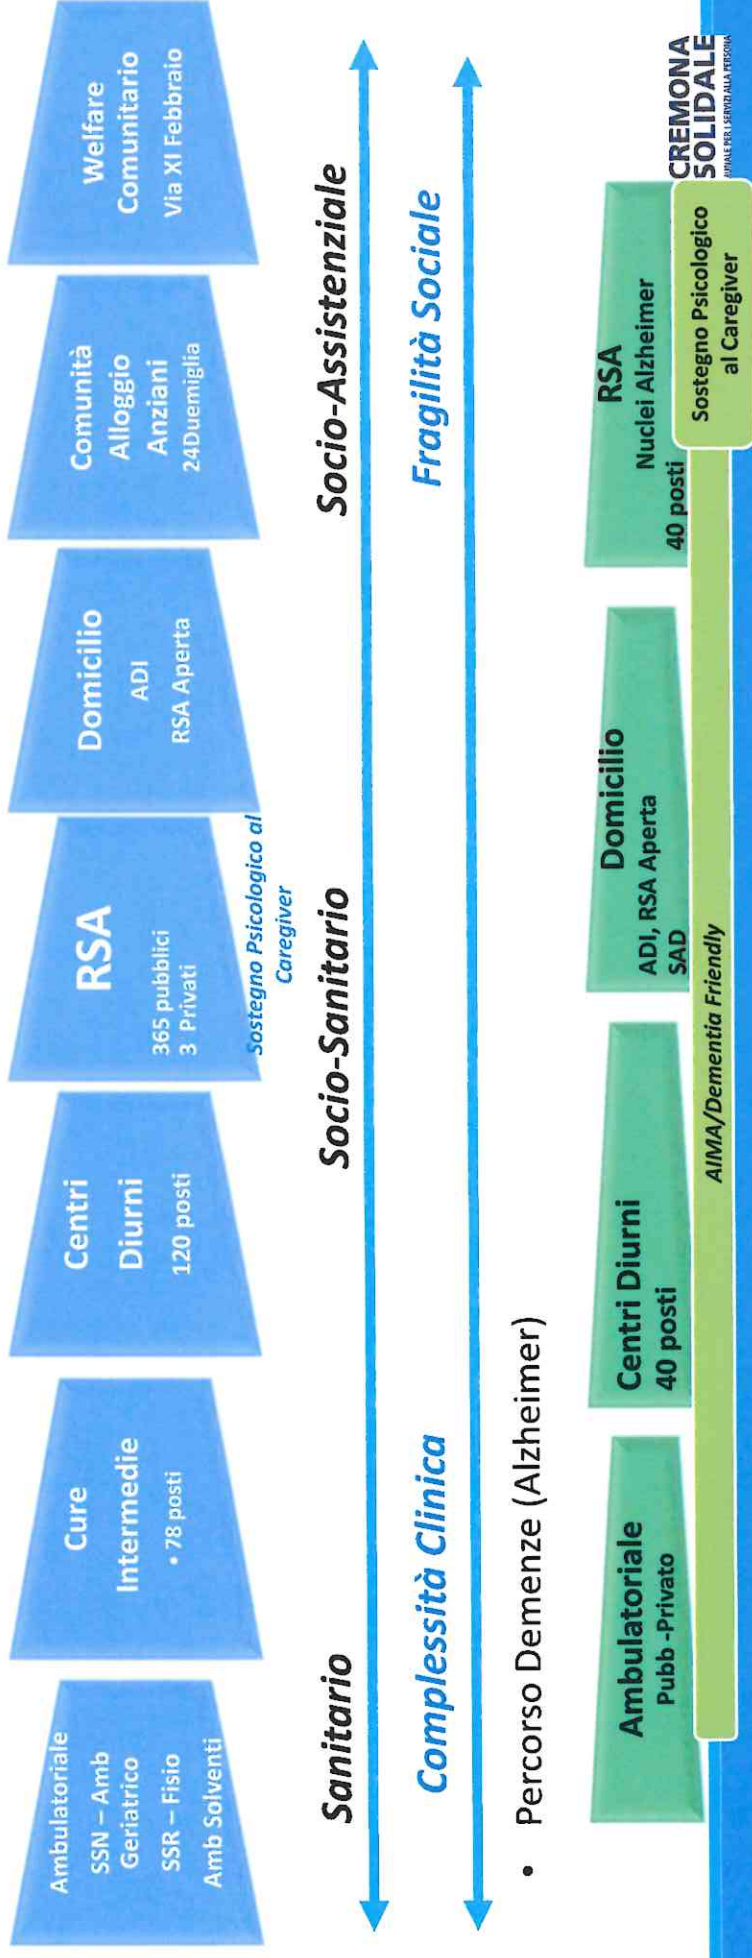 Ambulatoriale
SSN – Amb
Geriatrico
SSR – Fisio
Amb Solventi
Cure
Intermedie
• 78 posti
Centri
Diurni
120 posti
RSA
365 pubblici
3 Privati
Sostegno Psicologico al
Caregiver
Domicilio
ADI
RSA Aperta
Comunità
Alloggio
Anziani
24Duemiglia
Welfare
Comunitario
Via XI Febbraio
Sanitario
Socio-Sanitario
Socio-Assistenziale
Complessità Clinica
Fragilità Sociale
• Percorso Demenze (Alzheimer)
Ambulatoriale
Pubb -Privato
Centri Diurni
40 posti
Domicilio
ADI, RSA Aperta
SAD
RSA
Nuclei Alzheimer
40 posti
AIMA/Dementia Friendly
Sostegno Psicologico
al Caregiver
CREMONA
SOLIDALE
PER I SERVIZI ALLA PERSONA